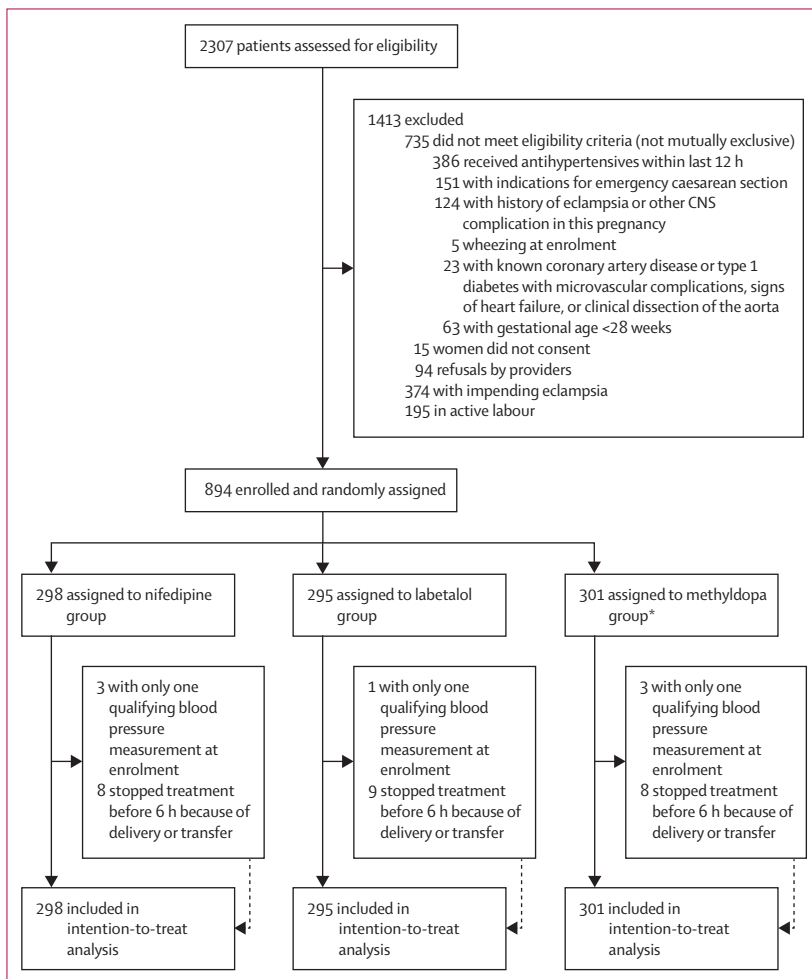 2307 patients assessed for eligibility
1413 excluded
735 did not meet eligibility criteria (not mutually exclusive)
386 received antihypertensives within last 12 h
151 with indications for emergency caesarean section
124 with history of eclampsia or other CNS
complication in this pregnancy
5 wheezing at enrolment
23 with known coronary artery disease or type 1
diabetes with microvascular complications, signs
of heart failure, or clinical dissection of the aorta
63 with gestational age <28 weeks
15 women did not consent
94 refusals by providers
374 with impending eclampsia
195 in active labour
894 enrolled and randomly assigned
298 assigned to nifedipine
group
295 assigned to labetalol
group
301 assigned to methyldopa
group*
3 with only one
qualifying blood
pressure
measurement at
enrolment
8 stopped treatment
before 6 h because of
delivery or transfer
1 with only one
qualifying blood
pressure
measurement at
enrolment
9 stopped treatment
before 6 h because of
delivery or transfer
3 with only one
qualifying blood
pressure
measurement at
enrolment
8 stopped treatment
before 6 h because of
delivery or transfer
298 included in
intention-to-treat
analysis
295 included in
intention-to-treat
analysis
301 included in
intention-to-treat
analysis